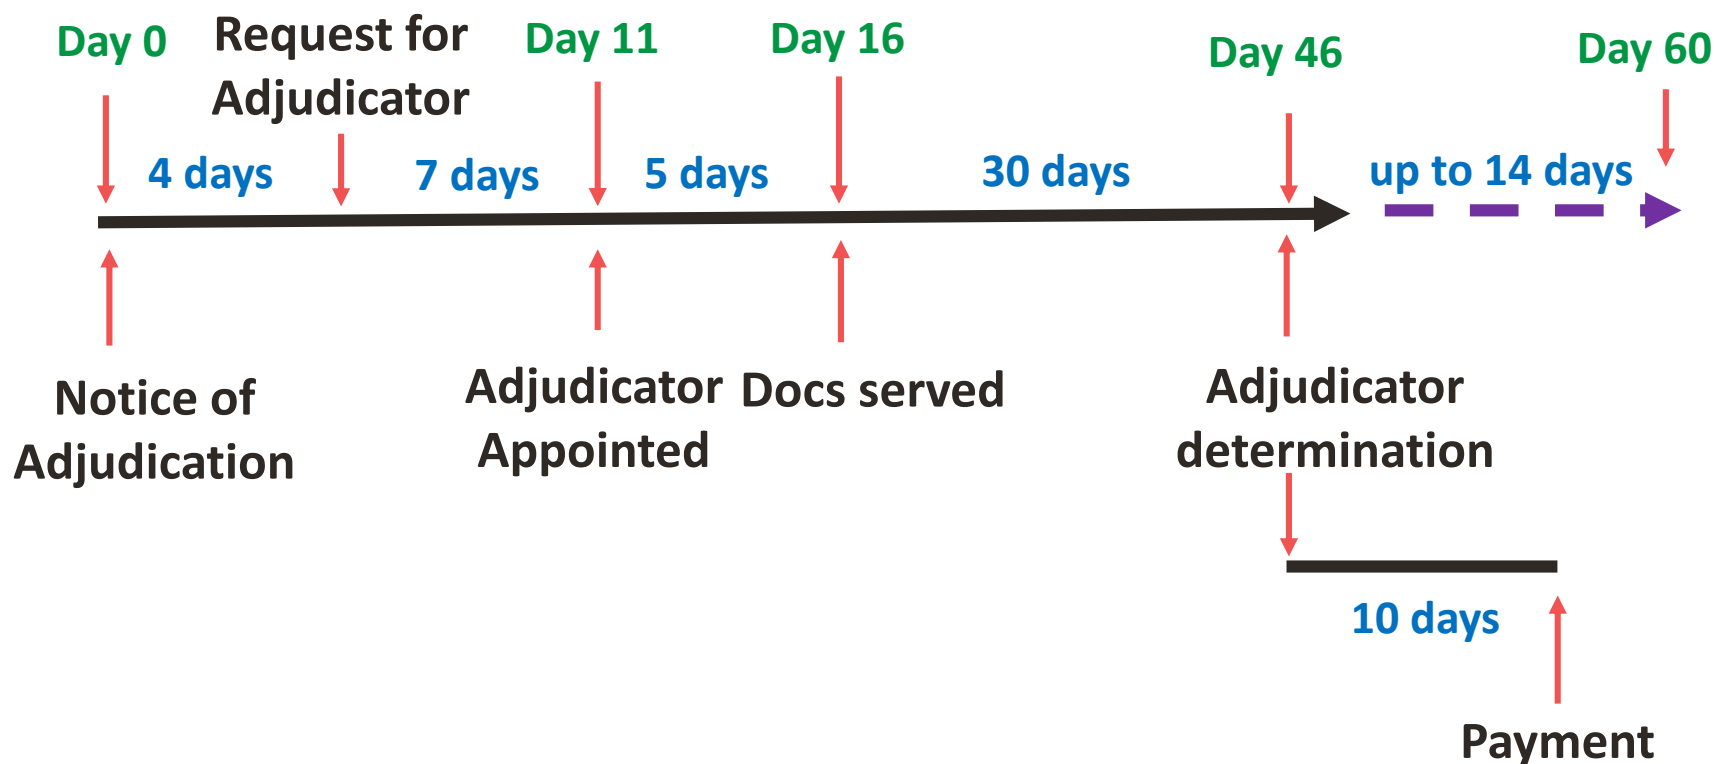 Day 0
Request for
Adjudicator
Day 11
Day 16
Day 46
Day 60
4 days
7 days
5 days
30 days
up to 14 days
Notice of
Adjudication
Adjudicator
Appointed
Docs served
Adjudicator
determination
10 days
Payment